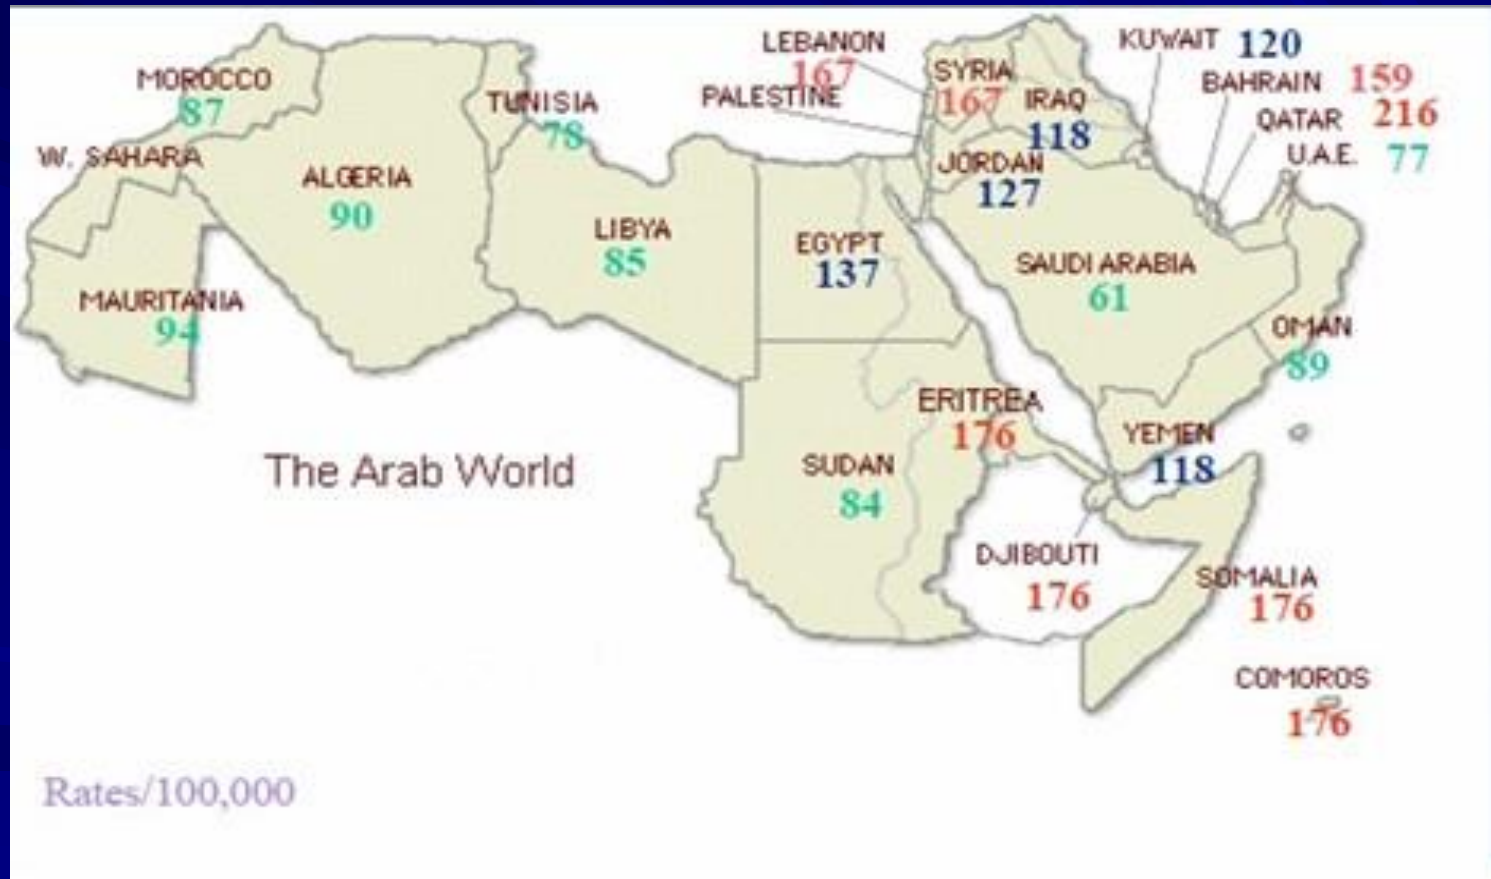 LEBANON
167
PALESTINE
SYRIA
167
IRAQ
118
KUWAIT 120
BAHRAIN 159
QATAR 216
U.A.E. 77
MOROCCO
87
TUNISIA
78
W. SAHARA
ALGERIA
90
LIBYA
85
EGYPT
137
JORDAN
127
SAUDI ARABIA
61
MAURITANIA
94
OMAN
89
ERITREA
176
YEMEN
118
The Arab World
SUDAN
84
DJIBOUTI
176
SOMALIA
176
COMOROS
176
Rates/100,000